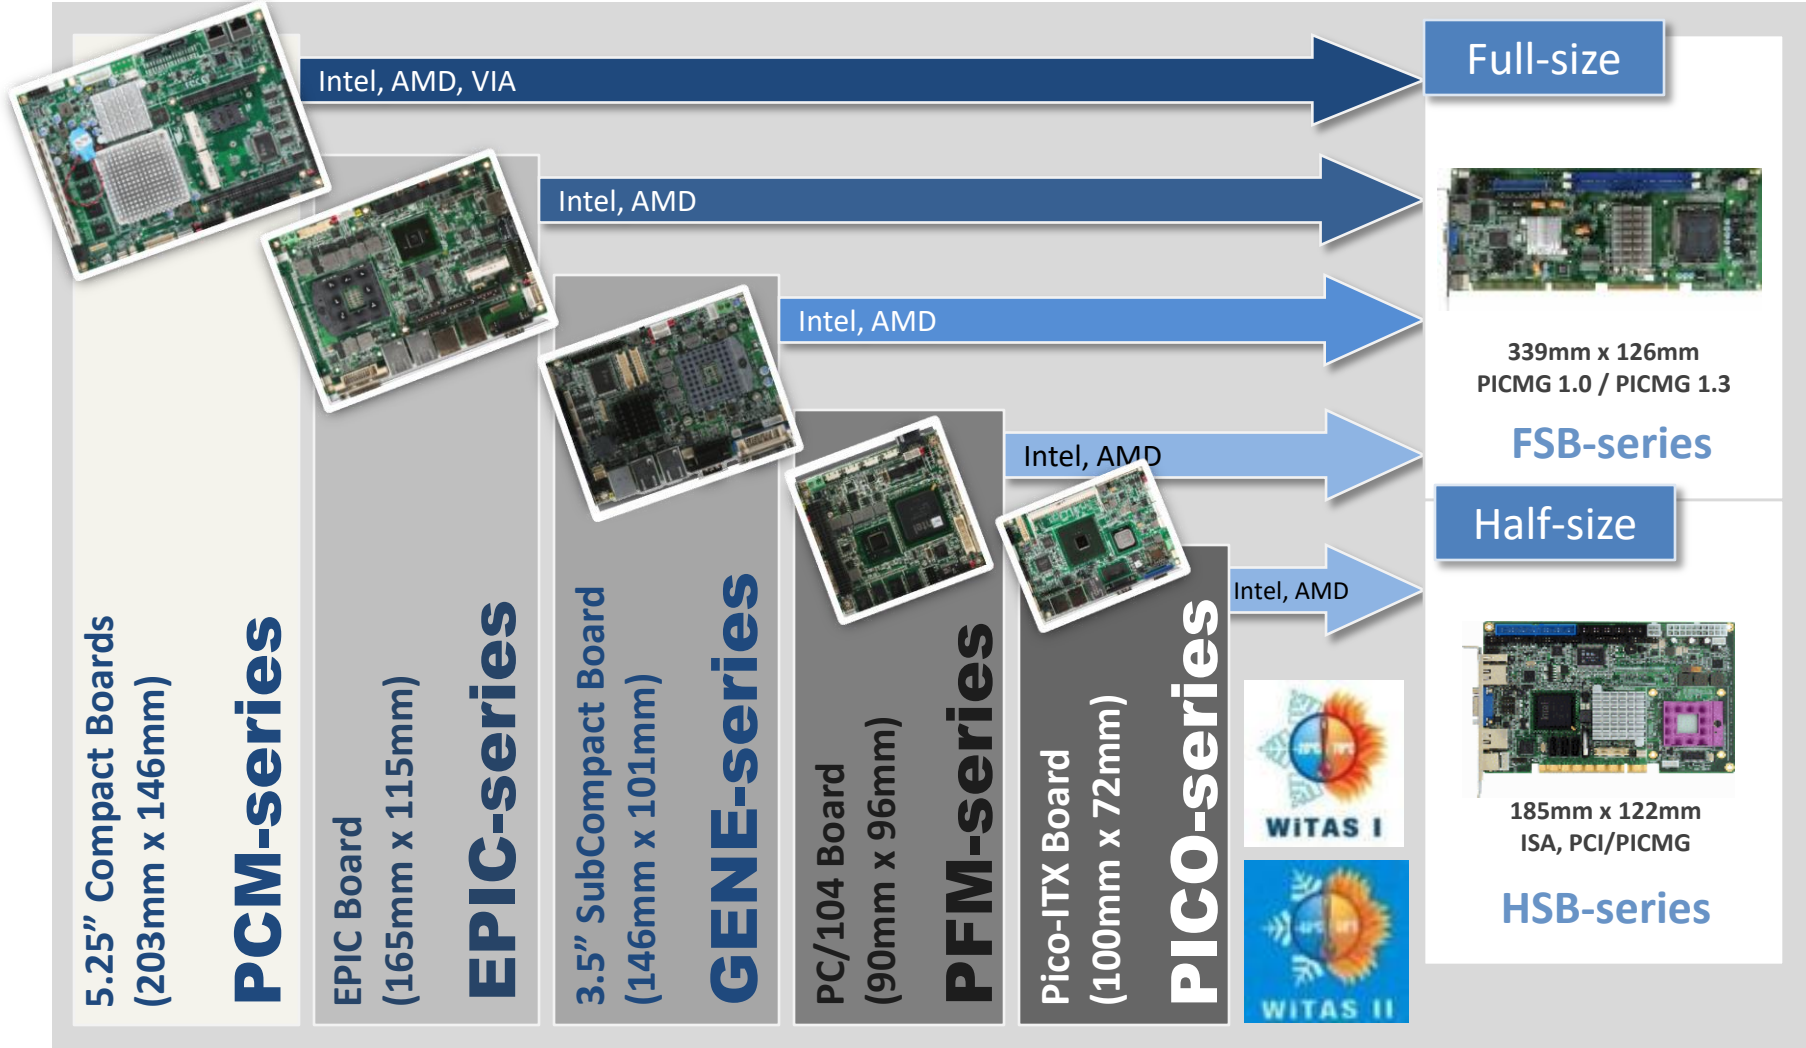 Intel, AMD, VIA
Intel, AMD
Intel, AMD
Intel, AMD
Intel, AMD
5.25” Compact Boards
(203mm x 146mm)
PCM-series
EPIC Board
(165mm x 115mm)
EPIC-series
3.5” SubCompact Board
(146mm x 101mm)
GENE-series
PC/104 Board
(90mm x 96mm)
PFM-series
Pico-ITX Board
(100mm x 72mm)
PICO-series
WiTAS I
WiTAS II
Full-size
339mm x 126mm
PICMG 1.0 / PICMG 1.3
FSB-series
Half-size
185mm x 122mm
ISA, PCI/PICMG
HSB-series